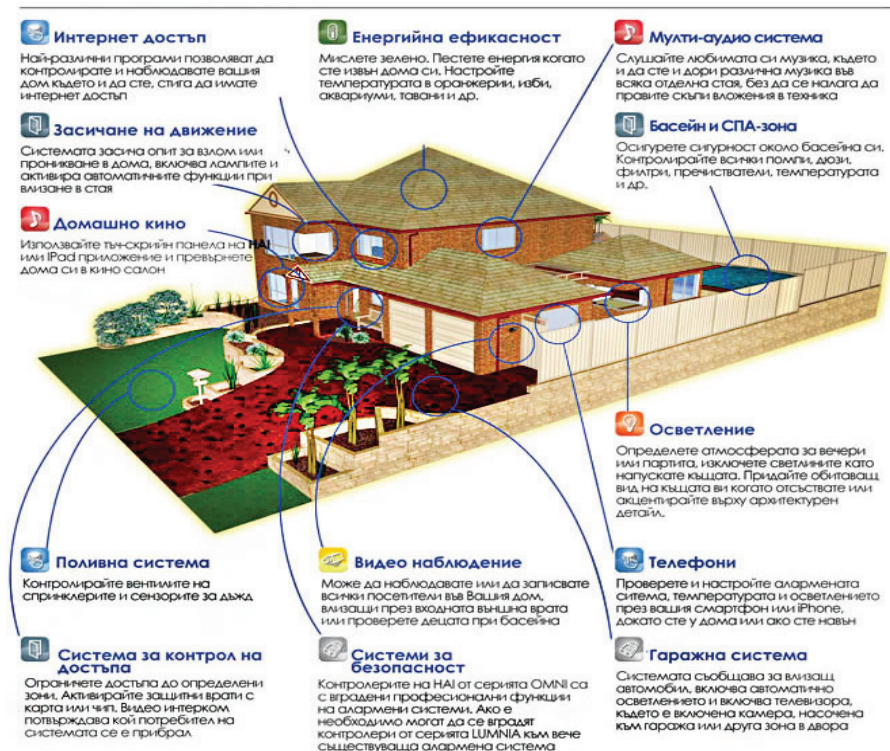 Интернет достъп
Най-различни програми позволяват да
контролирате и наблюдавате вашия
дом където и да сте, стига да имате
интернет достъп
Засичане на движение
Системата засича опит за взлом или
проникване в дома, включва лампите и
активира автоматичните функции при
влизане в стая
Домашно кино
Използвайте тъч-скрийн панела на HAI
или iPad приложение и превърнете
дома си в кино салон
Енергийна ефикасност
Мислете зелено. Пестете енергия когато
сте извън дома си. Настройте
температурата в оранжерии, изби,
аквариуми, тавани и др.
Мулти-аудио система
Слушайте любимата си музика, където
и да сте и дори различна музика във
всяка отделна стая, без да се налага да
правите скъпи вложения в техника
Басейн и СПА-зона
Осигурете сигурност около басейна си.
Контролирайте всички помпи, дюзи,
филтри, пречистватели, температурата
и др.
Осветление
Определете атмосферата за вечери
или партита, изключете светлините като
напускате къщата. Придайте обитаващ
вид на къщата ви когато отсъствате или
акцентирайте върху архитектурен
детайл.
Поливна система
Контролирайте вентилите на
спринклерите и сензорите за дъжд
Видео наблюдение
Може да наблюдавате или да записвате
всички посетители във Вашия дом,
влизащи през входната външна врата
или проверете децата при басейна
Телефони
Проверете и настройте алармената
ситема, температурата и осветлението
през вашия смартфон или iPhone,
докато сте у дома или ако сте навън
Система за контрол на
достъпа
Ограничете достъпа до определени
зони. Активирайте защитни врати с
карта или чип. Видео интерком
потвърждава кой потребител на
системата се е прибрал
Системи за
безопасност
Контролерите на HAI от серията OMNI са
с вградени професионални функции
на алармени системи. Ако е
необходимо могат да се вградят
контролери от серията LUMNIA към вече
съществуваща алармена система
Гаражна система
Системата съобщава за влизащ
автомобил, включва автоматично
осветлението и включва телевизора,
където е включена камера, насочена
към гаража или друга зона в двора